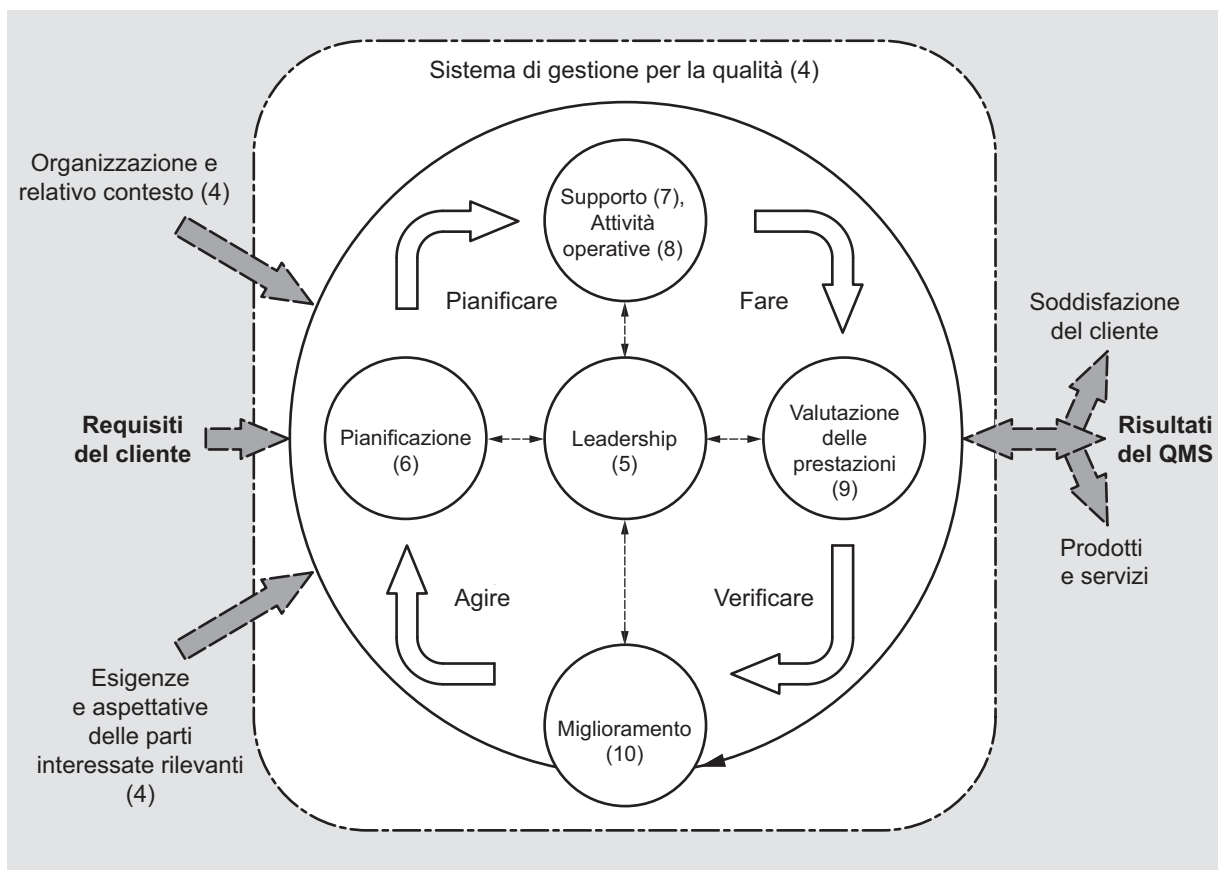 Sistema di gestione per la qualità (4)
Organizzazione e
relativo contesto (4)
Supporto (7),
Attività
operative (8)
Pianificare
Fare
Soddisfazione
del cliente
Requisiti
del cliente
Pianificazione
(6)
Leadership
(5)
Valutazione
delle
prestazioni
(9)
Risultati
del QMS
Prodotti
e servizi
Agire
Verificare
Esigenze
e aspettative
delle parti
interessate rilevanti
(4)
Miglioramento
(10)